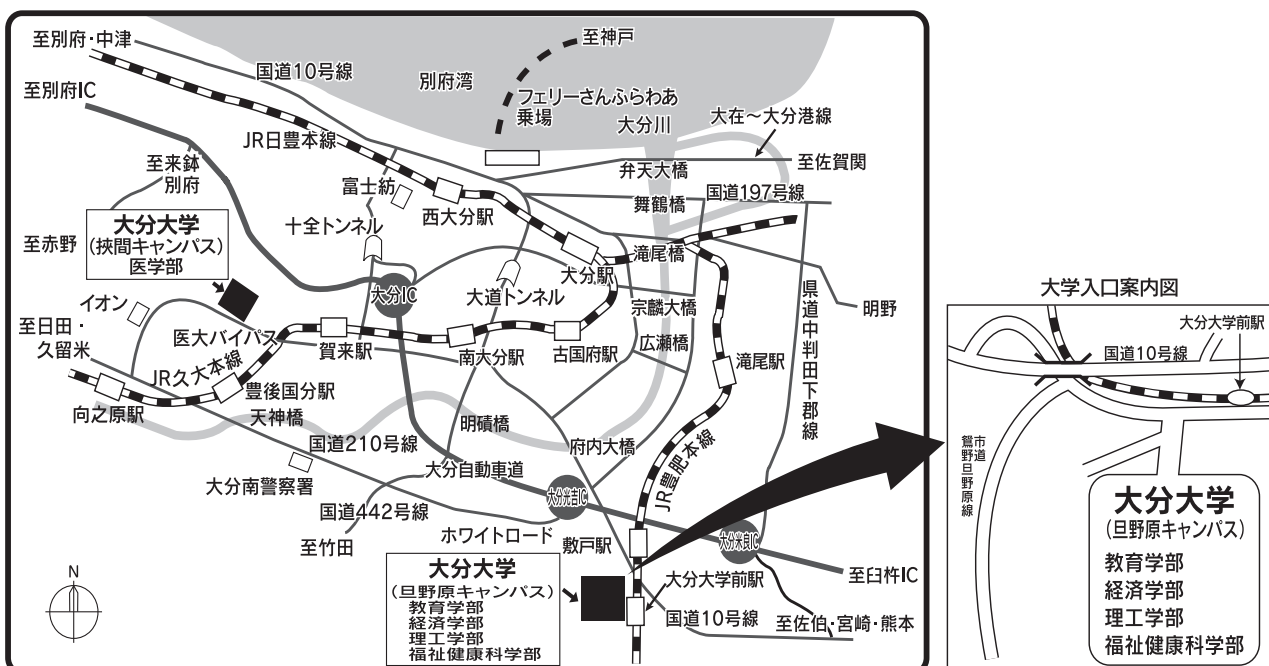 至別府・中津
国道10号線
至別府IC
JR日豊本線
別府湾
至神戸
フェリーさんふらわあ
乗場
大分川
大在～大分港線
至佐賀関
弁天大橋
国道197号線
舞鶴橋
至来鉢
別府
富士紡
西大分駅
大分大学
(挾間キャンパス)
医学部
至赤野
十全トンネル
大分IC
大道トンネル
大分駅
滝尾橋
宗麟大橋
広瀬橋
明野
県道中判田下郡線
イオン
至日田・
久留米
医大バイパス
賀来駅
南大分駅
古国府駅
滝尾駅
JR久大本線
豊後国分駅
向之原駅
天神橋
国道210号線
明磧橋
府内大橋
大分自動車道
大分南警察署
国道442号線
至竹田
大分光吉IC
ホワイトロード
敷戸駅
JR豊肥本線
大分米良IC
至臼杵IC
大分大学前駅
国道10号線
至佐伯・宮崎・熊本
大分大学
(旦野原キャンパス)
教育学部
経済学部
理工学部
福祉健康科学部
N
大学入口案内図
大分大学前駅
国道10号線
市道
鴛野旦野原線
大分大学
(旦野原キャンパス)
教育学部
経済学部
理工学部
福祉健康科学部